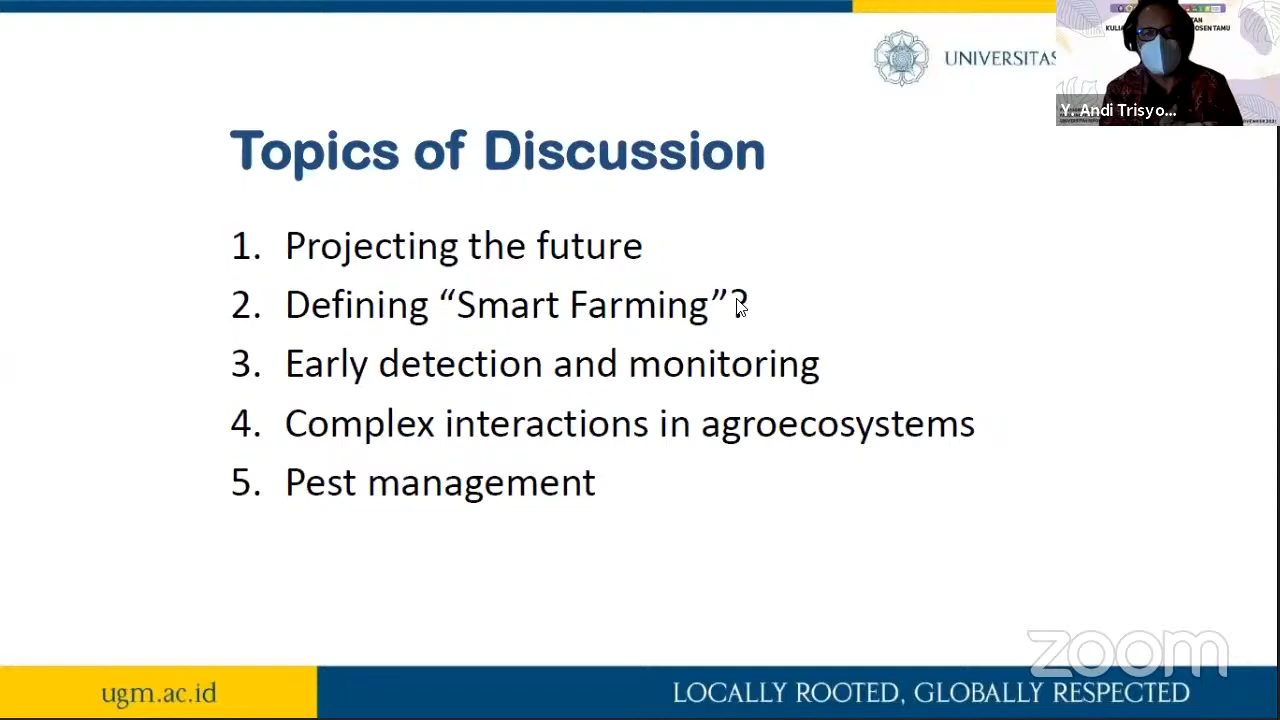 UNIVERSITAS
Y. Andi Trisyo...
Topics of Discussion
1. Projecting the future
2. Defining “Smart Farming”?
3. Early detection and monitoring
4. Complex interactions in agroecosystems
5. Pest management
zoom
ugm.ac.id
LOCALLY ROOTED, GLOBALLY RESPECTED